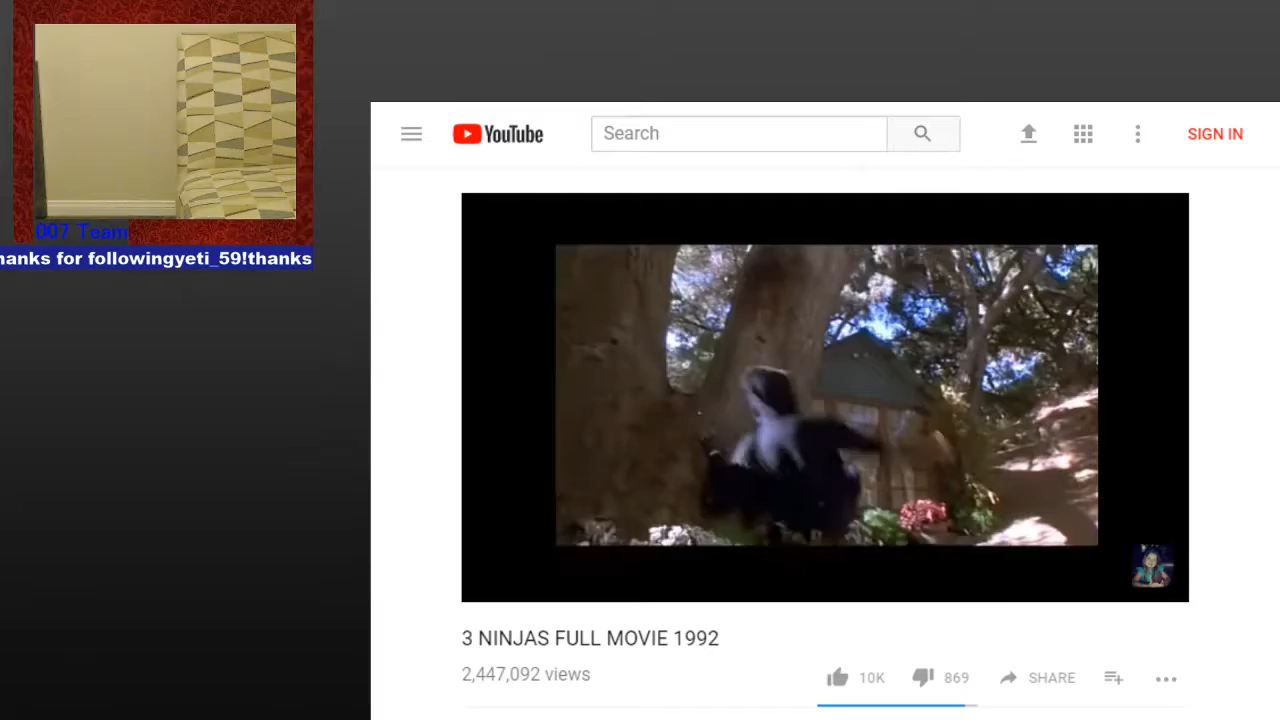 007 Team
hanks for followingyeti_59!thanks
YouTube
Search
SIGN IN
3 NINJAS FULL MOVIE 1992
2,447,092 views
10K
869
SHARE